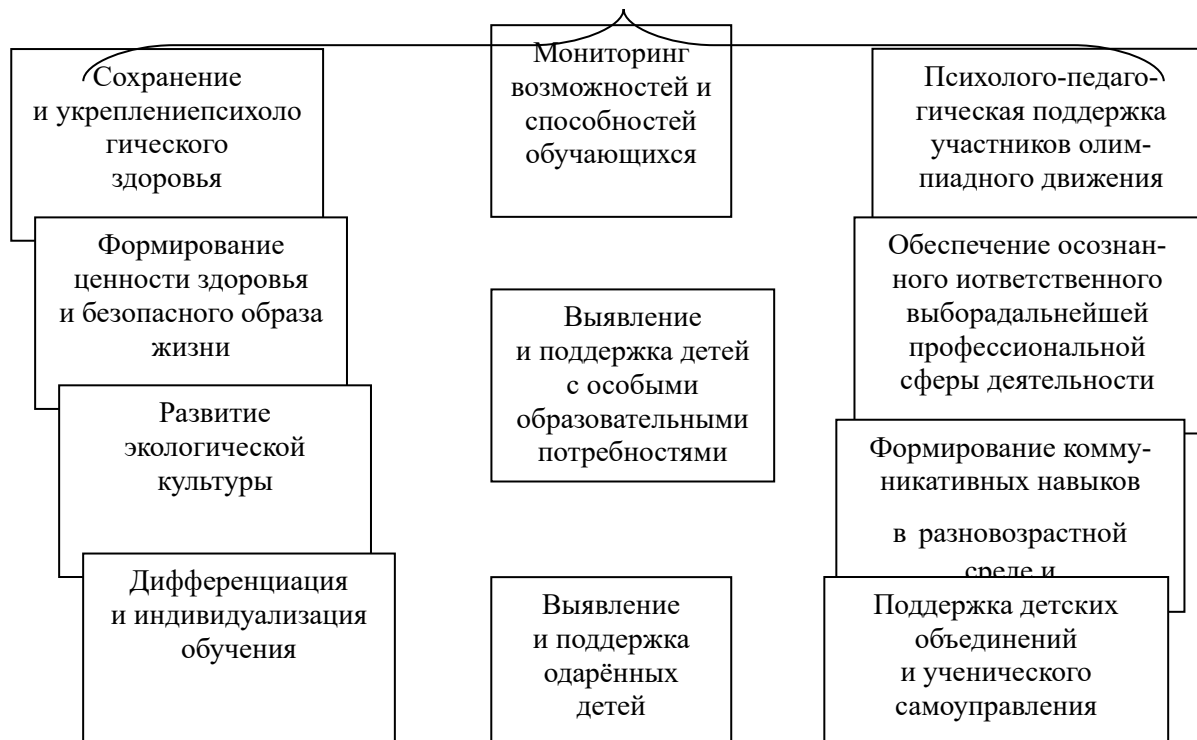 Сохранение
и укреплениепсихоло
гического
здоровья
Формирование
ценности здоровья
и безопасного образа
жизни
Развитие
экологической
культуры
Дифференциация
и индивидуализация
обучения
Мониторинг
возможностей и
способностей
обучающихся
Выявление
и поддержка детей
с особыми
образовательными
потребностями
Выявление
и поддержка
одарённых
детей
Психолого-педаго-
гическая поддержка
участников олим-
пиадного движения
Обеспечение осознан-
ного иответственного
выборадальнейшей
профессиональной
сферы деятельности
Формирование комму-
никативных навыков
в разновозрастной
среде и
Поддержка детских
объединений
и ученического
самоуправления